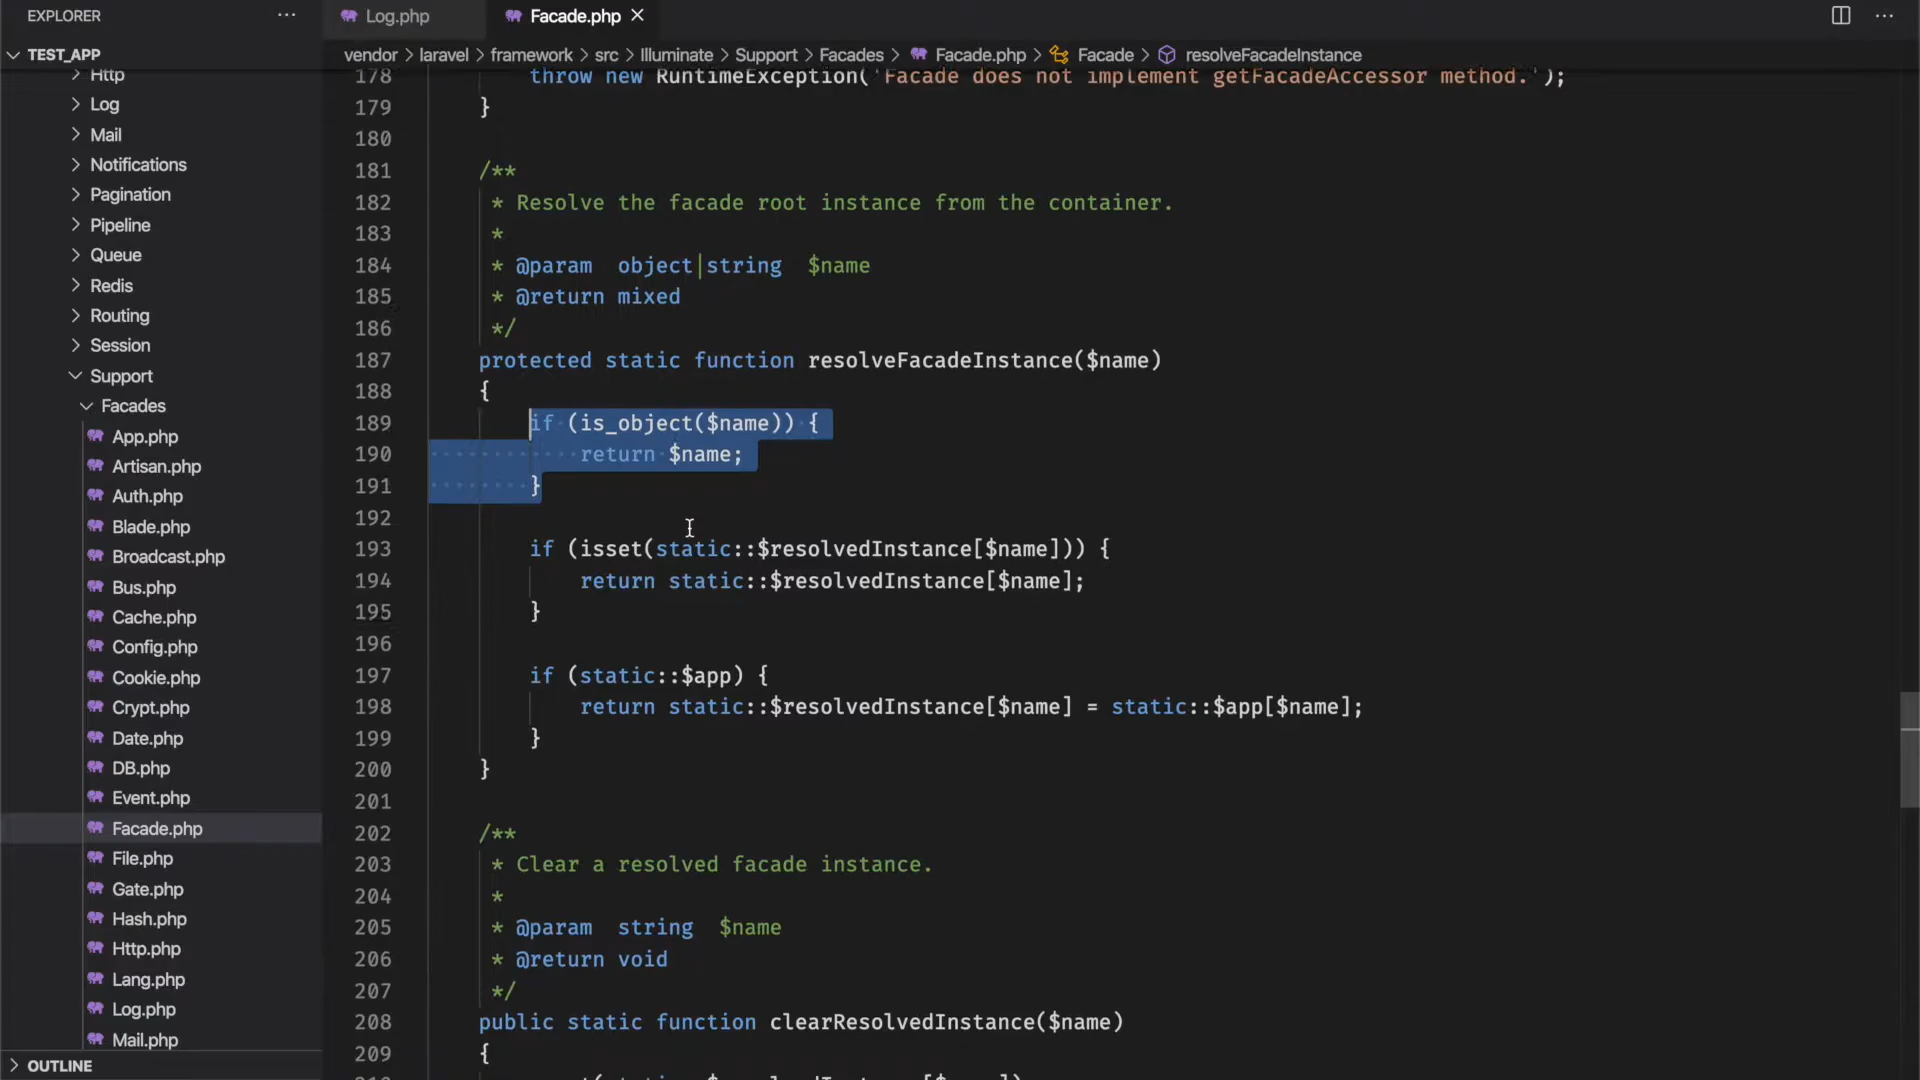 EXPLORER
TEST_APP
Http
Log
Mail
Notifications
Pagination
Pipeline
Queue
Redis
Routing
Session
Support
Facades
App.php
Artisan.php
Auth.php
Blade.php
Broadcast.php
Bus.php
Cache.php
Config.php
Cookie.php
Crypt.php
Date.php
DB.php
Event.php
Facade.php
File.php
Gate.php
Hash.php
Http.php
Lang.php
Log.php
Mail.php
OUTLINE
Log.php
Facade.php
vendor > laravel > framework > src > Illuminate > Support > Facades > Facade.php > Facade > resolveFacadeInstance
178 throw new RuntimeException('Facade does not implement getFacadeAccessor method.');
179 }
180
181 /**
182 * Resolve the facade root instance from the container.
183 *
184 * @param  object|string  $name
185 * @return mixed
186 */
187 protected static function resolveFacadeInstance($name)
188 {
189 if (is_object($name)) {
190 return $name;
191 }
192
193 if (isset(static::$resolvedInstance[$name])) {
194 return static::$resolvedInstance[$name];
195 }
196
197 if (static::$app) {
198 return static::$resolvedInstance[$name] = static::$app[$name];
199 }
200 }
201
202 /**
203 * Clear a resolved facade instance.
204 *
205 * @param  string  $name
206 * @return void
207 */
208 public static function clearResolvedInstance($name)
209 {